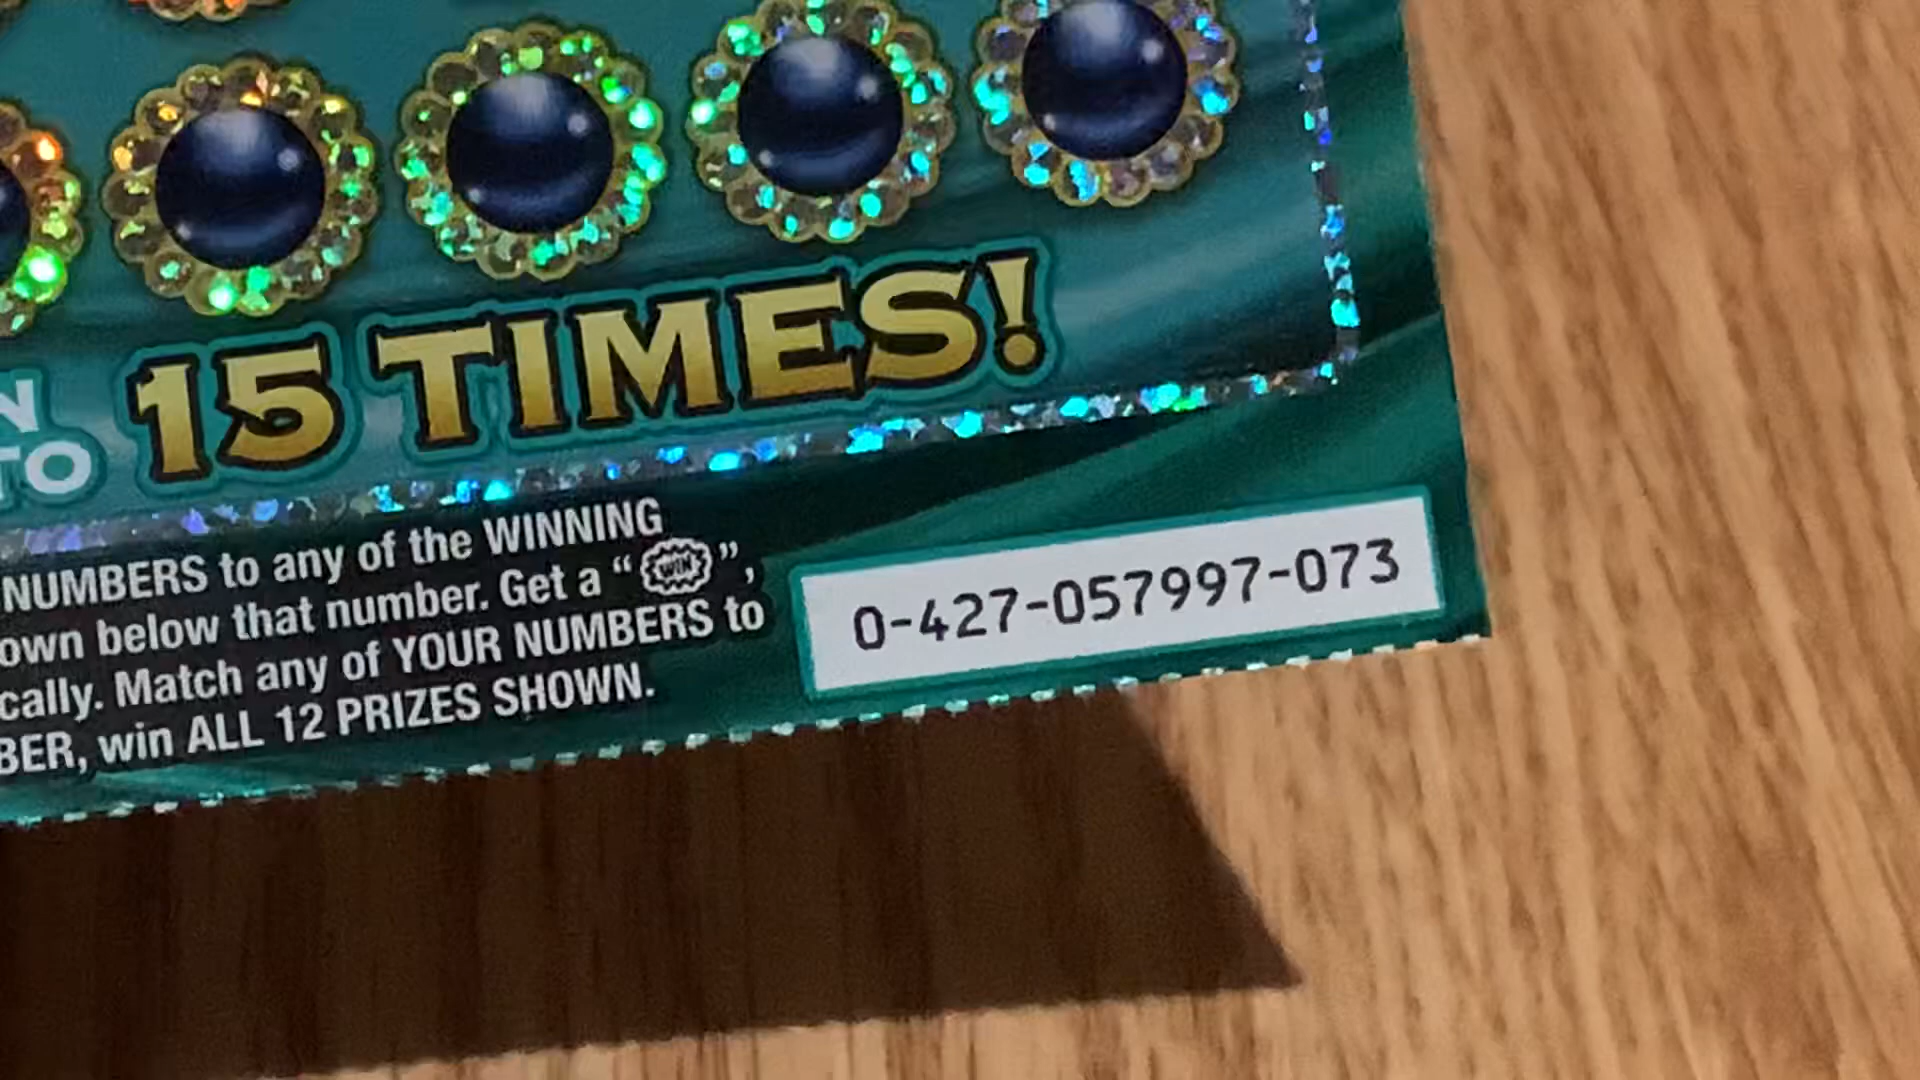 N
TO
15 TIMES!
NUMBERS to any of the WINNING
own below that number. Get a “WIN”,
cally. Match any of YOUR NUMBERS to
BER, win ALL 12 PRIZES SHOWN.
0-427-057997-073